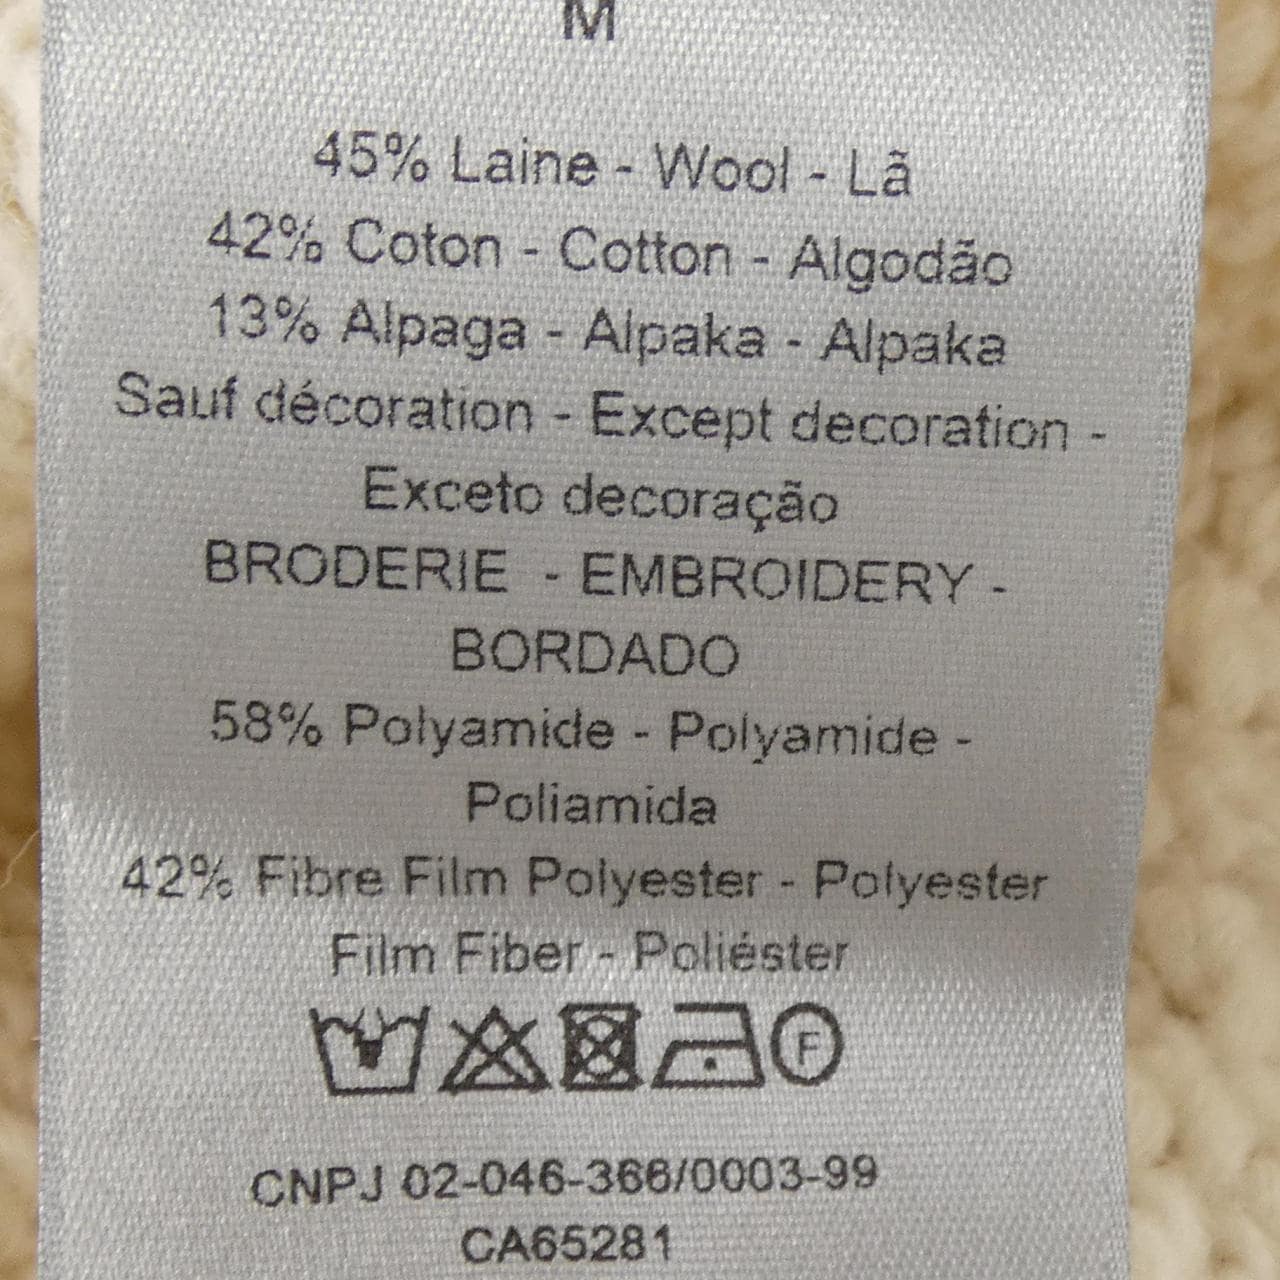 M
45% Laine - Wool - Lã
42% Coton - Cotton - Algodão
13% Alpaga - Alpaka - Alpaka
Sauf décoration - Except decoration -
Exceto decoração
BRODERIE - EMBROIDERY -
BORDADO
58% Polyamide - Polyamide -
Poliamida
42% Fibre Film Polyester - Polyester
Film Fiber - Poliéster
F
CNPJ 02-046-366/0003-99
CA65281